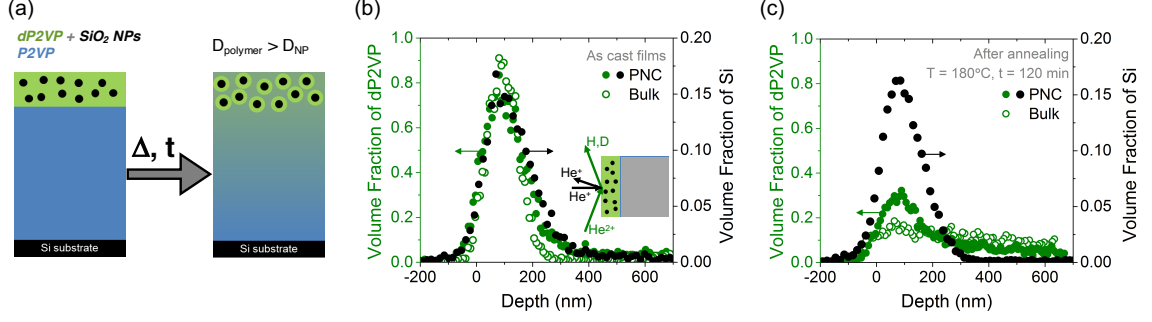 (a)
dP2VP + SiO₂ NPs
P2VP
Si substrate
Δ, t
D_polymer > D_NP
Si substrate
(b)
Volume Fraction of dP2VP
1.0
0.8
0.6
0.4
0.2
0.0
As cast films
PNC
Bulk
H,D
He⁺
He⁺
He²⁺
0.20
0.15
0.10
0.05
0.00
Volume Fraction of Si
-200
0
200
400
600
Depth (nm)
(c)
Volume Fraction of dP2VP
1.0
0.8
0.6
0.4
0.2
0.0
After annealing
T = 180°C, t = 120 min
PNC
Bulk
0.20
0.15
0.10
0.05
0.00
Volume Fraction of Si
-200
0
200
400
600
Depth (nm)